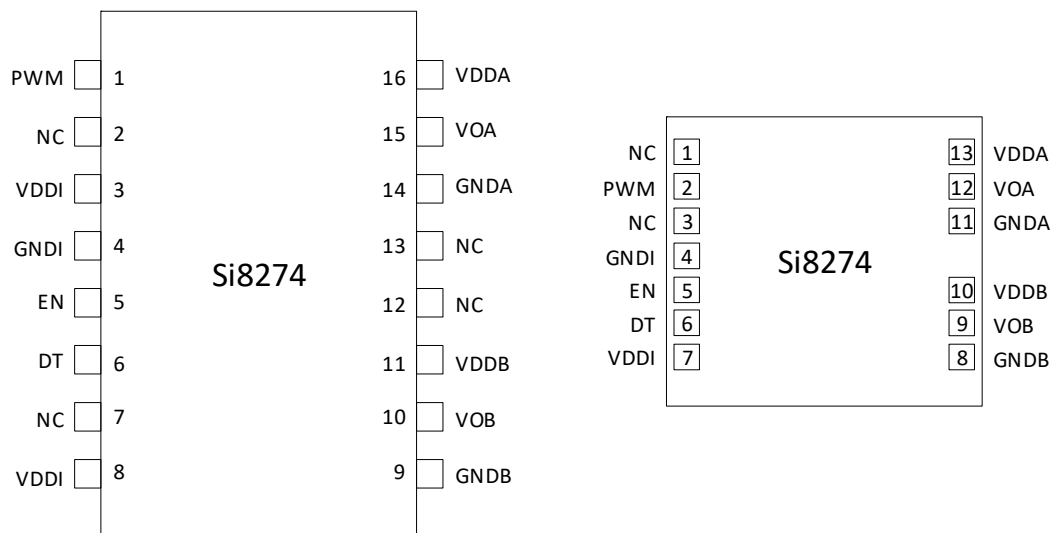 PWM 1 16 VDDA
NC 2 15 VOA
VDDI 3 14 GNDA
GNDI 4 13 NC
EN 5 12 NC
DT 6 11 VDDB
NC 7 10 VOB
VDDI 8 9 GNDB
Si8274
NC 1 13 VDDA
PWM 2 12 VOA
NC 3 11 GNDA
GNDI 4
EN 5 10 VDDB
DT 6 9 VOB
VDDI 7 8 GNDB
Si8274